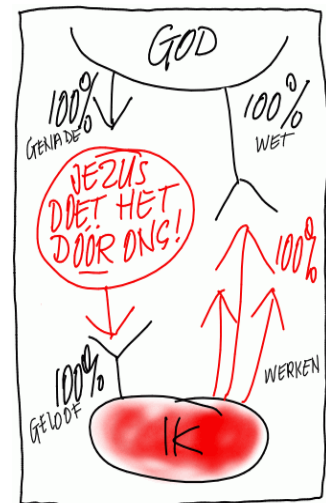 GOD
100%
GENADE
100%
WET
JEZUS
DOET HET
DOOR ONS!
100%
100%
GELOOF
WERKEN
IK